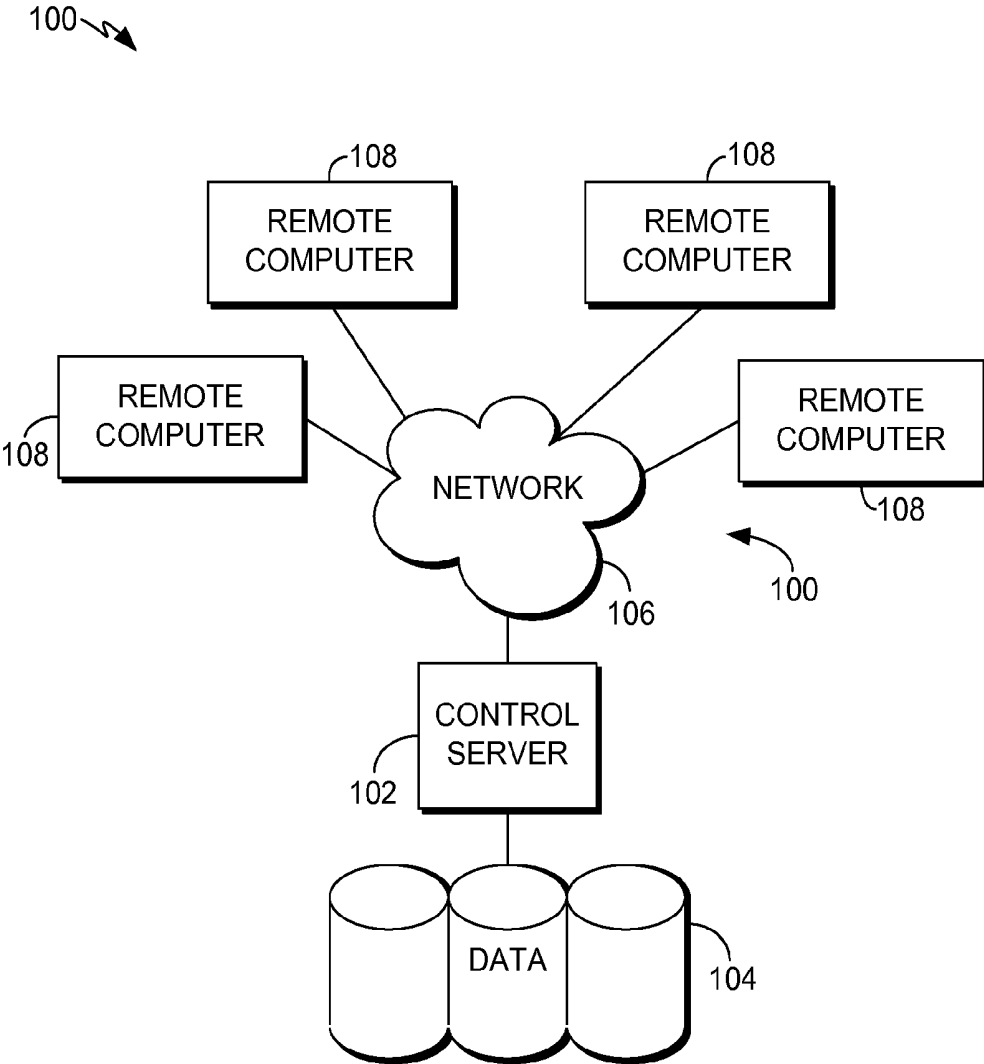 100
108
108
REMOTE
COMPUTER
REMOTE
COMPUTER
REMOTE
COMPUTER
108
REMOTE
COMPUTER
108
NETWORK
100
106
CONTROL
SERVER
102
DATA
104